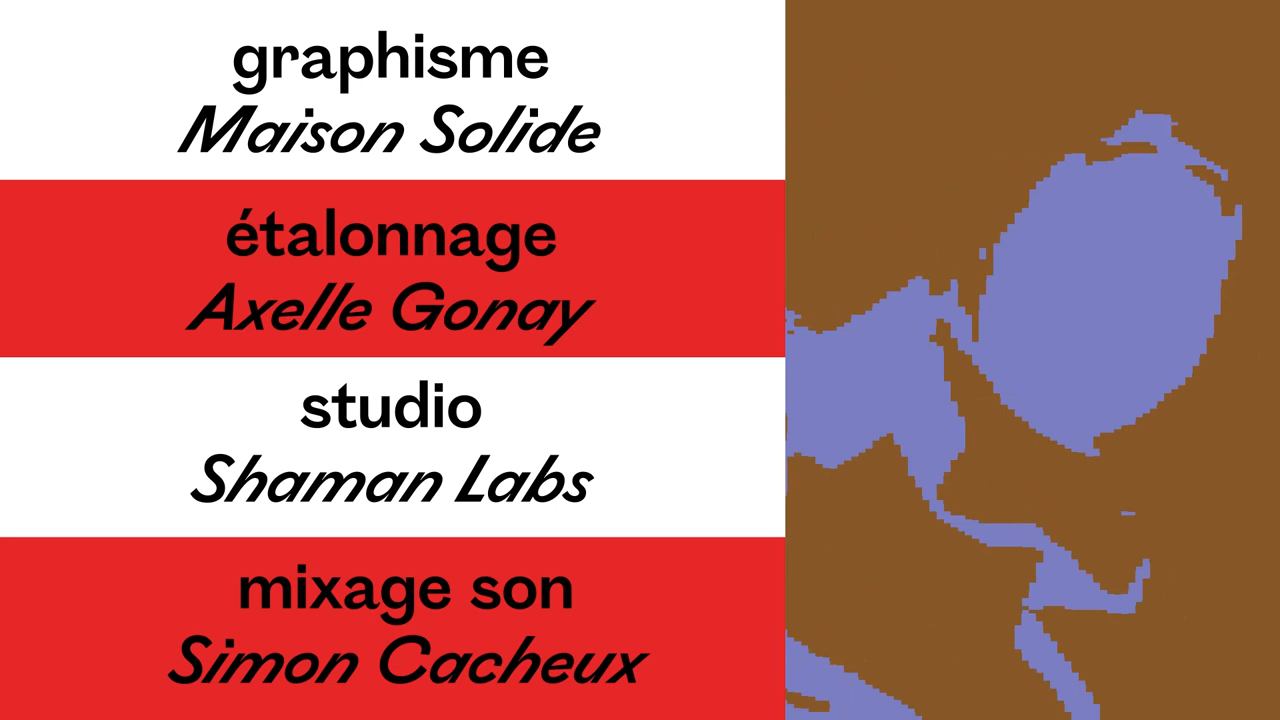 graphisme
Maison Solide
étalonnage
Axelle Gonay
studio
Shaman Labs
mixage son
Simon Cacheux